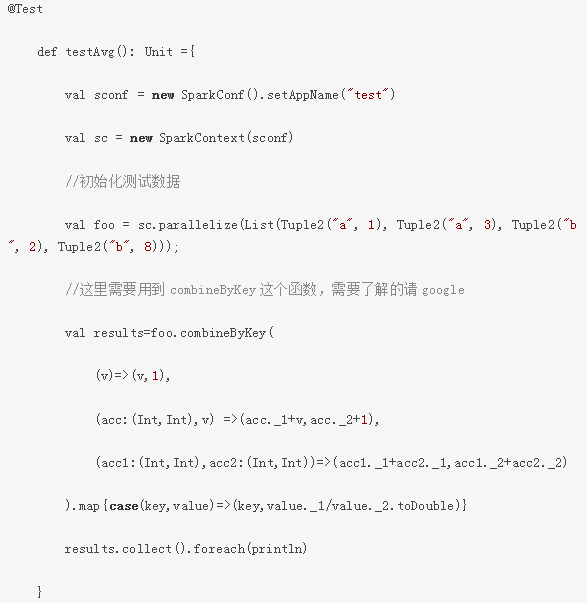 @Test
def testAvg(): Unit ={
val sconf = new SparkConf().setAppName("test")
val sc = new SparkContext(sconf)
//初始化测试数据
val foo = sc.parallelize(List(Tuple2("a", 1), Tuple2("a", 3), Tuple2("b
", 2), Tuple2("b", 8)));
//这里需要用到 combineByKey 这个函数，需要了解的请 google
val results=foo.combineByKey(
(v)=>(v,1),
(acc:(Int,Int),v) =>(acc._1+v,acc._2+1),
(acc1:(Int,Int),acc2:(Int,Int))=>(acc1._1+acc2._1,acc1._2+acc2._2)
).map{case(key,value)=>(key,value._1/value._2.toDouble)}
results.collect().foreach(println)
}